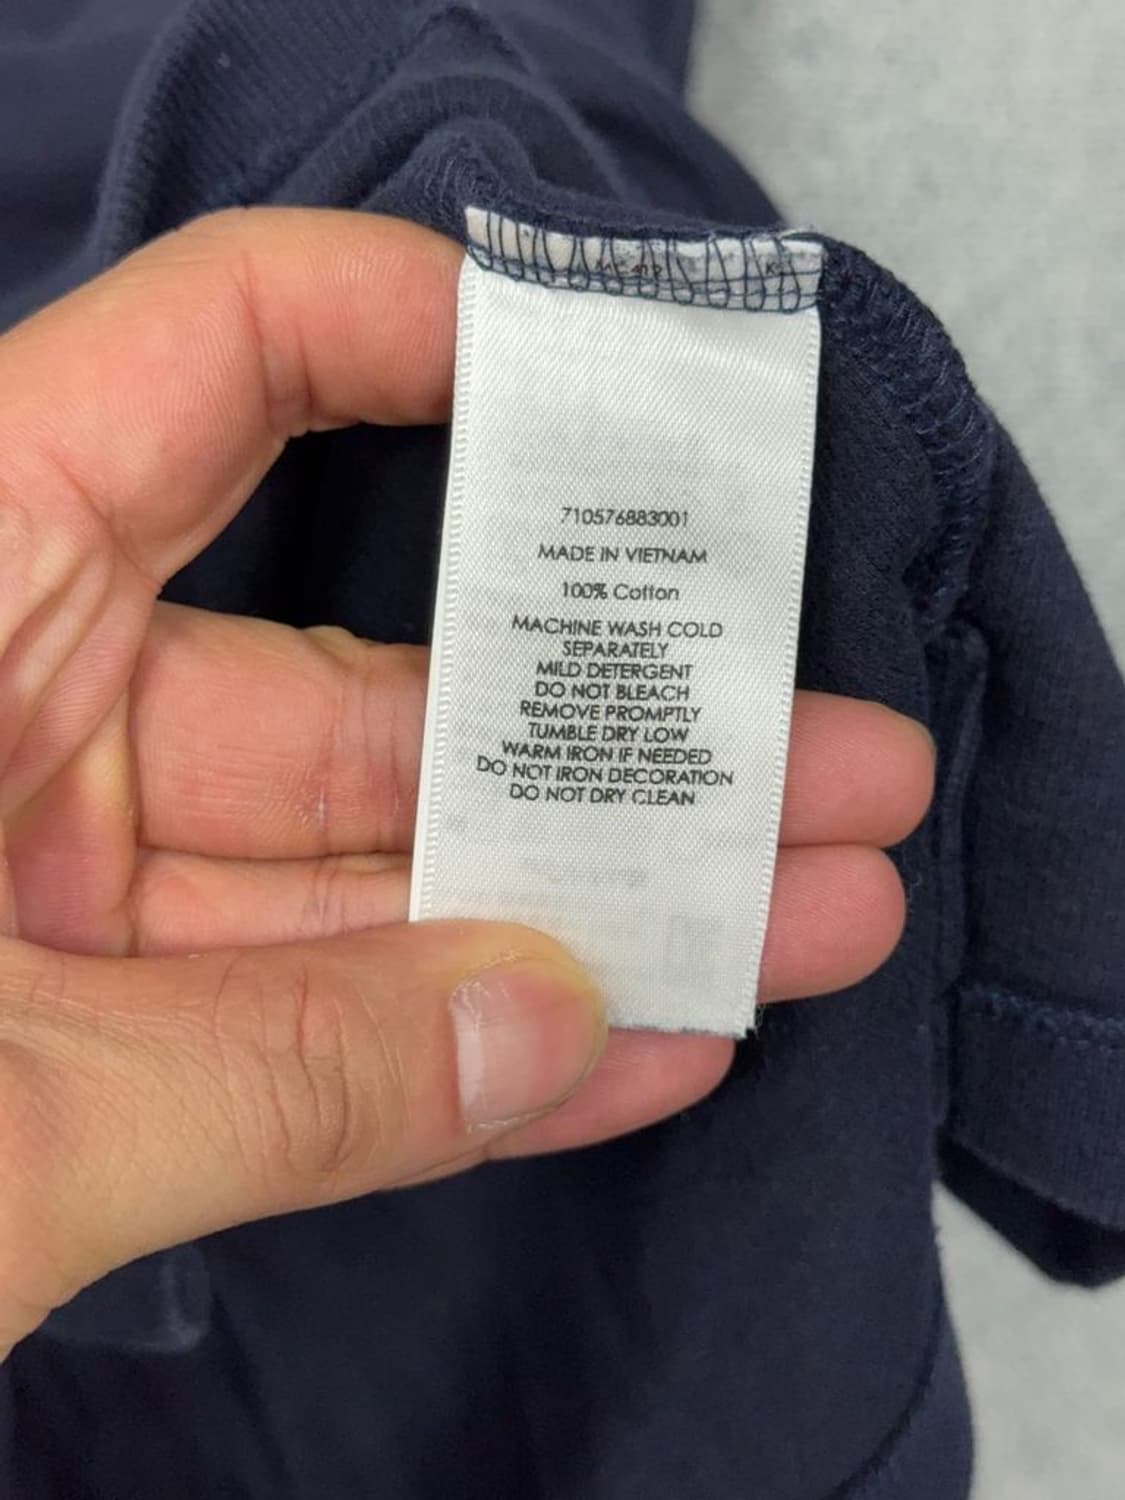 710576883001
MADE IN VIETNAM
100% Cotton
MACHINE WASH COLD
SEPARATELY
MILD DETERGENT
DO NOT BLEACH
REMOVE PROMPTLY
TUMBLE DRY LOW
WARM IRON IF NEEDED
DO NOT IRON DECORATION
DO NOT DRY CLEAN